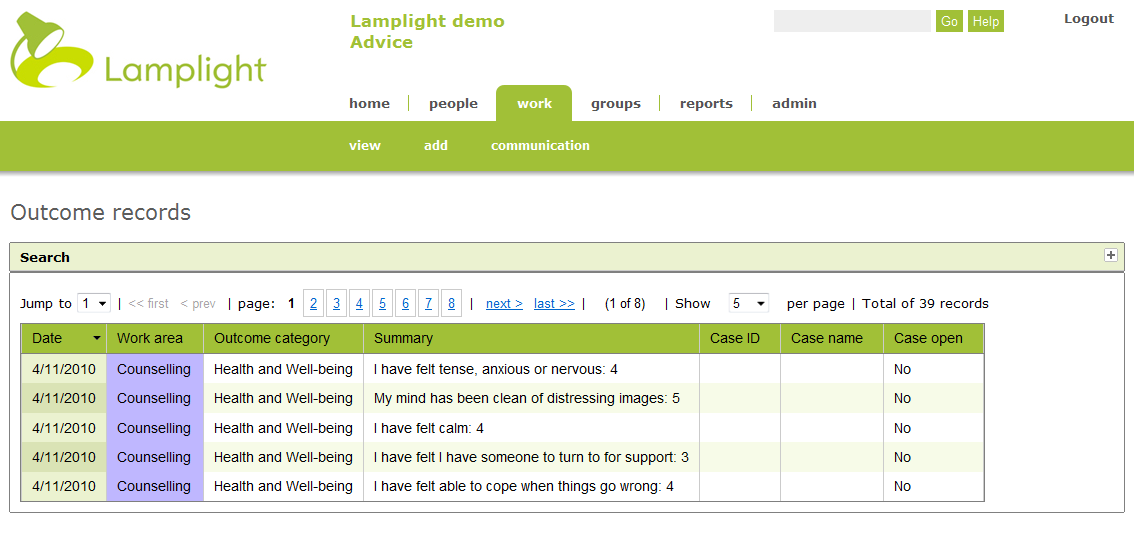 Lamplight
Lamplight demo
Advice
Go Help Logout
home people work groups reports admin
view add communication
Outcome records
Search
Jump to 1 | << first < prev | page: 1 2 3 4 5 6 7 8 | next > last >> | (1 of 8) | Show 5 per page | Total of 39 records
Date Work area Outcome category Summary Case ID Case name Case open
4/11/2010 Counselling Health and Well-being I have felt tense, anxious or nervous: 4 No
4/11/2010 Counselling Health and Well-being My mind has been clean of distressing images: 5 No
4/11/2010 Counselling Health and Well-being I have felt calm: 4 No
4/11/2010 Counselling Health and Well-being I have felt I have someone to turn to for support: 3 No
4/11/2010 Counselling Health and Well-being I have felt able to cope when things go wrong: 4 No